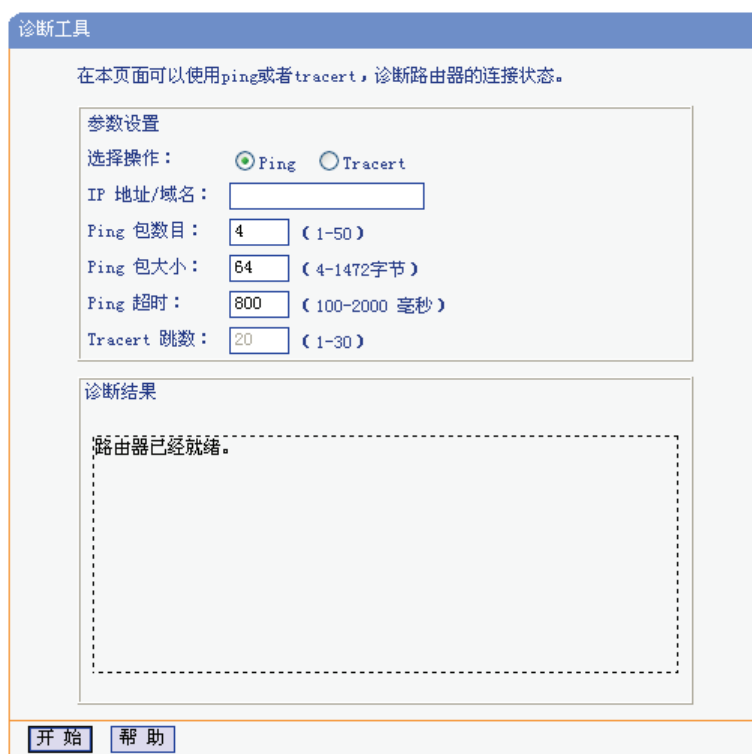 诊断工具
在本页面可以使用ping或者tracert，诊断路由器的连接状态。
参数设置
选择操作： Ping Tracert
IP 地址/域名：
Ping 包数目： 4 （1-50）
Ping 包大小： 64 （4-1472字节）
Ping 超时： 800 （100-2000 毫秒）
Tracert 跳数： 20 （1-30）
诊断结果
路由器已经就绪。
开 始 帮 助